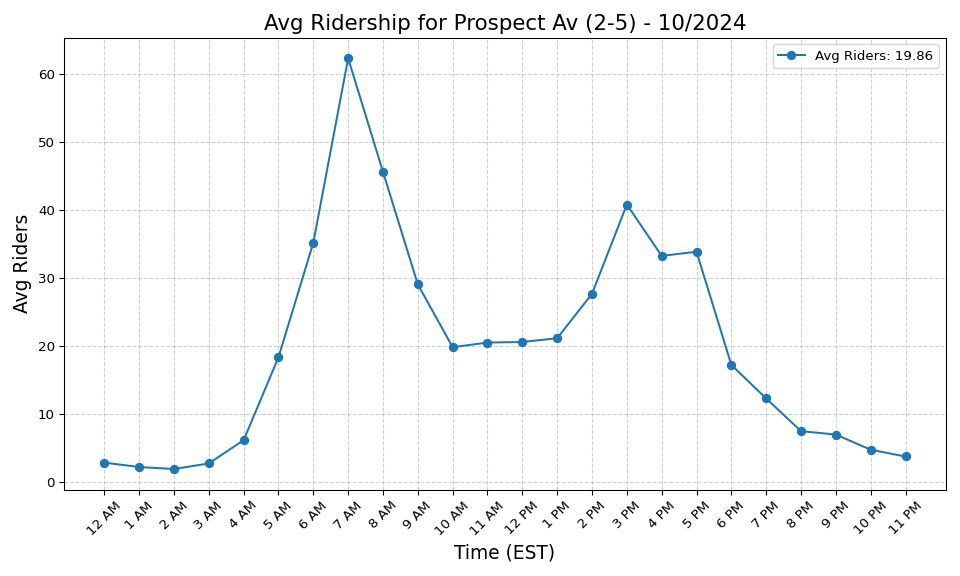 Avg Ridership for Prospect Av (2-5) - 10/2024
Avg Riders: 19.86
Avg Riders
60
50
40
30
20
10
0
12 AM
1 AM
2 AM
3 AM
4 AM
5 AM
6 AM
7 AM
8 AM
9 AM
10 AM
11 AM
12 PM
1 PM
2 PM
3 PM
4 PM
5 PM
6 PM
7 PM
8 PM
9 PM
10 PM
11 PM
Time (EST)